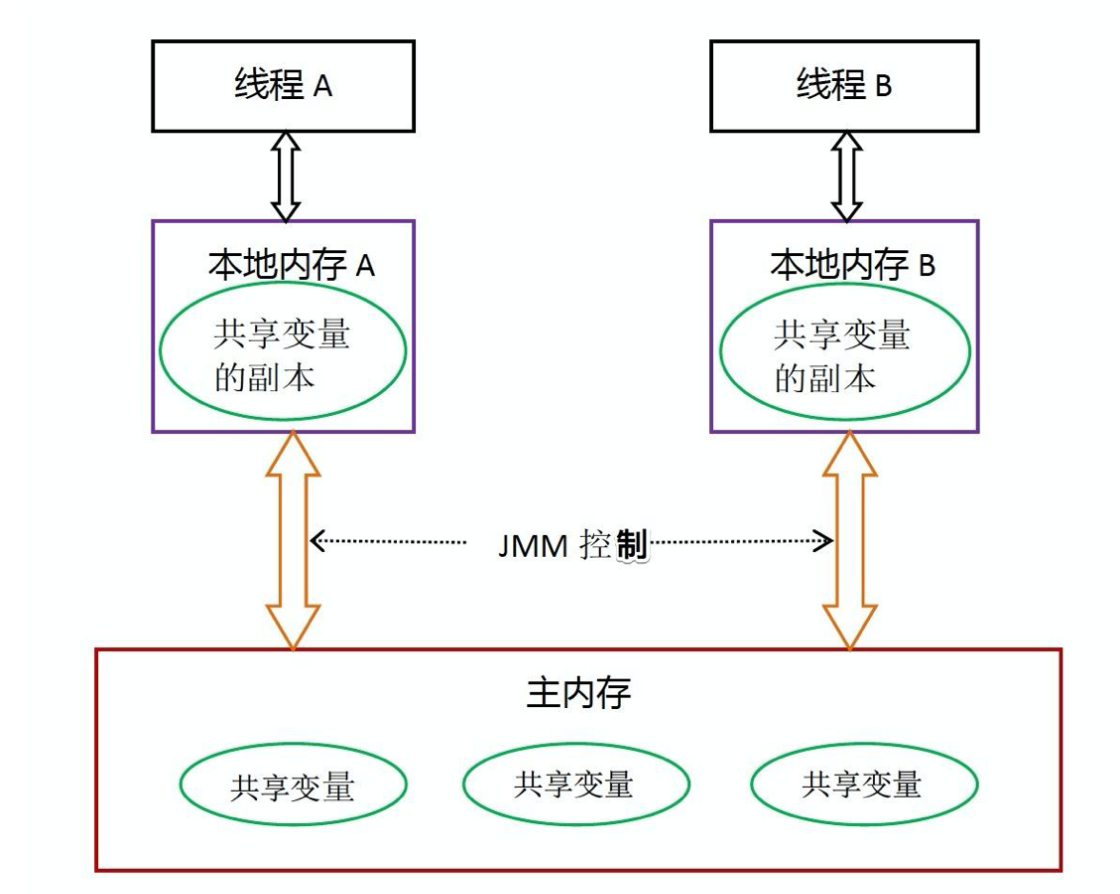 线程 A
线程 B
本地内存 A
共享变量
的副本
本地内存 B
共享变量
的副本
JMM 控制
主内存
共享变量
共享变量
共享变量